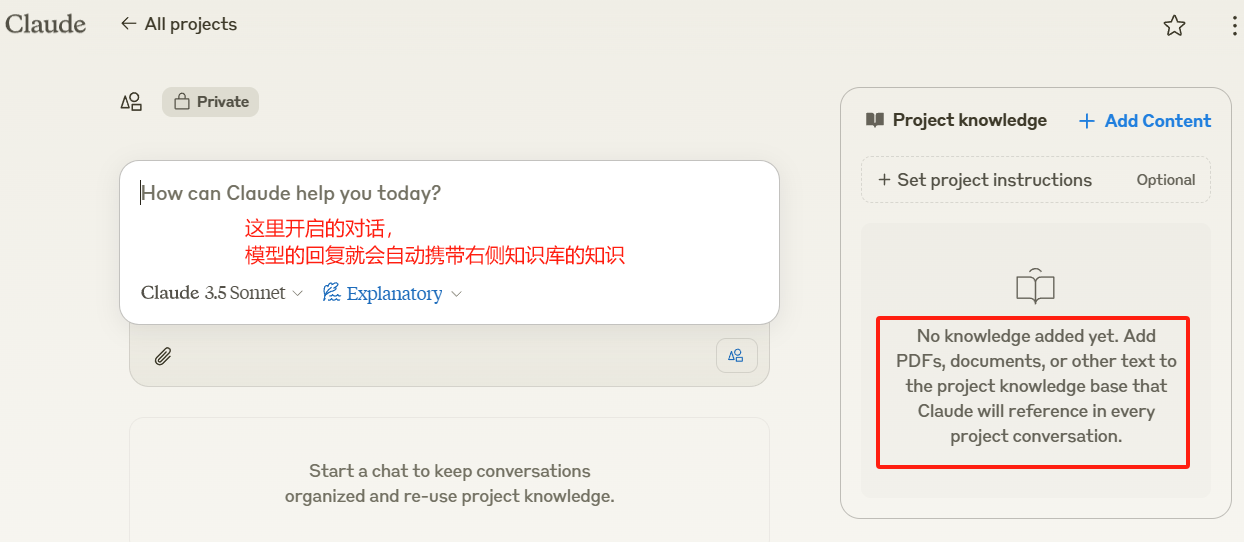 Claude
← All projects
Private
How can Claude help you today?
这里开启的对话，
模型的回复就会自动携带右侧知识库的知识
Claude 3.5 Sonnet
Explanatory
Start a chat to keep conversations
organized and re-use project knowledge.
Project knowledge
+ Add Content
+ Set project instructions
Optional
No knowledge added yet. Add
PDFs, documents, or other text to
the project knowledge base that
Claude will reference in every
project conversation.